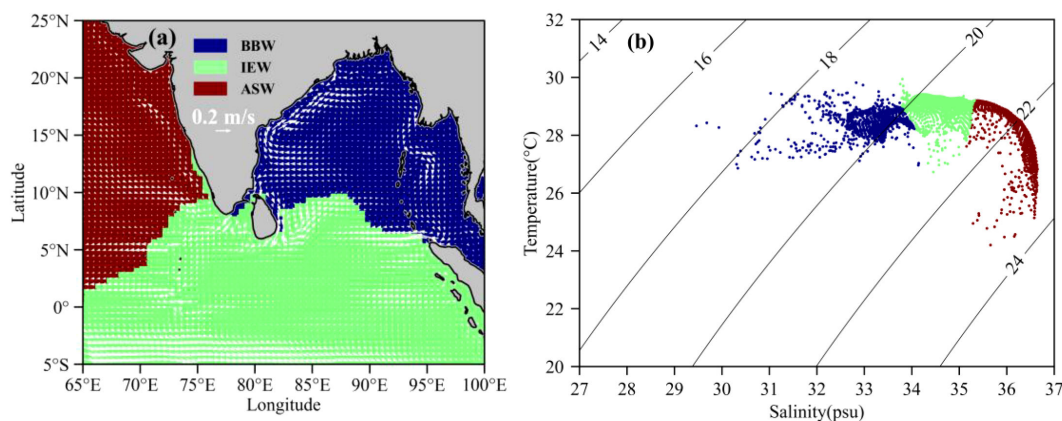 (a)
BBW
IEW
ASW
0.2 m/s
25°N
20°N
15°N
10°N
5°N
0°
5°S
Latitude
65°E 70°E 75°E 80°E 85°E 90°E 95°E 100°E
Longitude
(b)
14
16
18
20
22
24
32
30
28
26
24
22
20
Temperature(°C)
27 28 29 30 31 32 33 34 35 36 37
Salinity(psu)